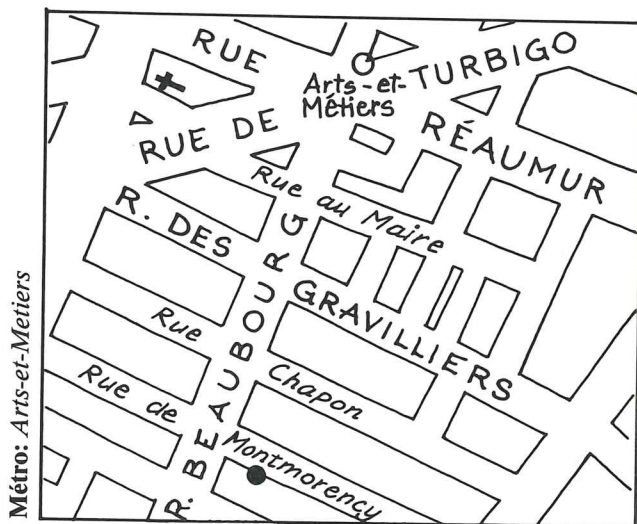 RUE RÉAUMUR
RUE DE TURBIGO
Arts-et-
Métiers
Rue au Maire
R. DES GRAVILLIERS
R. BEAUBOURG
Rue Chapon
Rue de Montmorency
Métro: Arts-et-Metiers